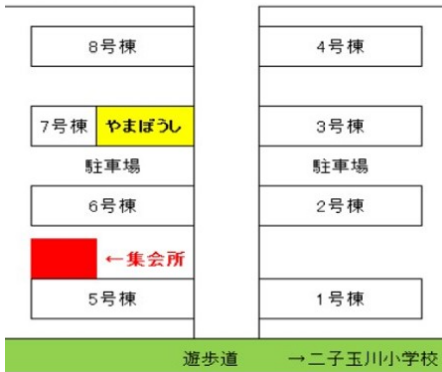 8号棟
4号棟
7号棟 やまぼうし
3号棟
駐車場
駐車場
6号棟
2号棟
←集会所
5号棟
1号棟
遊歩道 →二子玉川小学校